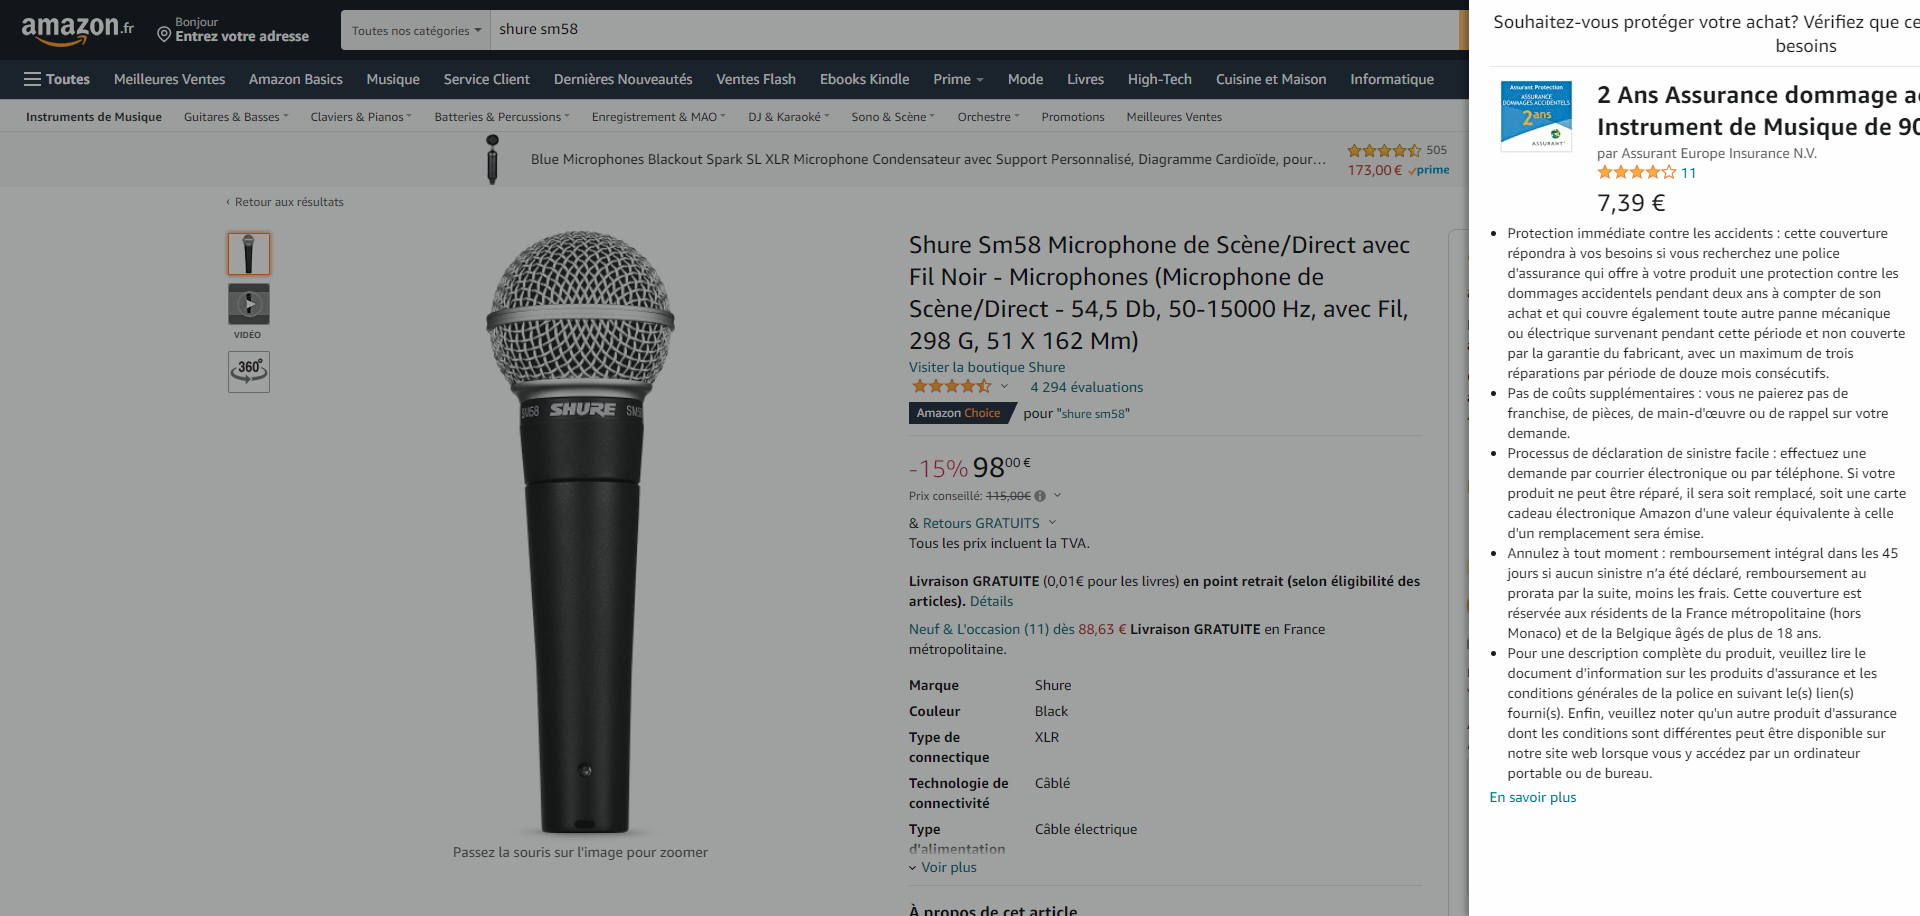 amazon.fr
Bonjour
Entrez votre adresse
Toutes nos catégories
shure sm58
Toutes
Meilleures Ventes
Amazon Basics
Musique
Service Client
Dernières Nouveautés
Ventes Flash
Ebooks Kindle
Prime
Mode
Livres
High-Tech
Cuisine et Maison
Informatique
Instruments de Musique
Guitares & Basses
Claviers & Pianos
Batteries & Percussions
Enregistrement & MAO
DJ & Karaoké
Sono & Scène
Orchestre
Promotions
Meilleures Ventes
Blue Microphones Blackout Spark SL XLR Microphone Condensateur avec Support Personnalisé, Diagramme Cardioïde, pour…
505
173,00 € prime
‹ Retour aux résultats
VIDÉO
360°
SM58 SHURE SM58
Passez la souris sur l'image pour zoomer
Shure Sm58 Microphone de Scène/Direct avec
Fil Noir - Microphones (Microphone de
Scène/Direct - 54,5 Db, 50-15000 Hz, avec Fil,
298 G, 51 X 162 Mm)
Visiter la boutique Shure
4 294 évaluations
Amazon Choice pour "shure sm58"
-15% 98,00 €
Prix conseillé: 115,00€
& Retours GRATUITS
Tous les prix incluent la TVA.
Livraison GRATUITE (0,01€ pour les livres) en point retrait (selon éligibilité des
articles). Détails
Neuf & L'occasion (11) dès 88,63 € Livraison GRATUITE en France
métropolitaine.
Marque Shure
Couleur Black
Type de XLR
connectique
Technologie de Câblé
connectivité
Type Câble électrique
d'alimentation
Voir plus
À propos de cet article
Souhaitez-vous protéger votre achat? Vérifiez que ce
besoins
Assurant Protection
ASSURANCE
DOMMAGES ACCIDENTELS
2ans
ASSURANT
2 Ans Assurance dommage a
Instrument de Musique de 90
par Assurant Europe Insurance N.V.
11
7,39 €
• Protection immédiate contre les accidents : cette couverture
répondra à vos besoins si vous recherchez une police
d'assurance qui offre à votre produit une protection contre les
dommages accidentels pendant deux ans à compter de son
achat et qui couvre également toute autre panne mécanique
ou électrique survenant pendant cette période et non couverte
par la garantie du fabricant, avec un maximum de trois
réparations par période de douze mois consécutifs.
• Pas de coûts supplémentaires : vous ne paierez pas de
franchise, de pièces, de main-d'œuvre ou de rappel sur votre
demande.
• Processus de déclaration de sinistre facile : effectuez une
demande par courrier électronique ou par téléphone. Si votre
produit ne peut être réparé, il sera soit remplacé, soit une carte
cadeau électronique Amazon d'une valeur équivalente à celle
d'un remplacement sera émise.
• Annulez à tout moment : remboursement intégral dans les 45
jours si aucun sinistre n'a été déclaré, remboursement au
prorata par la suite, moins les frais. Cette couverture est
réservée aux résidents de la France métropolitaine (hors
Monaco) et de la Belgique âgés de plus de 18 ans.
• Pour une description complète du produit, veuillez lire le
document d'information sur les produits d'assurance et les
conditions générales de la police en suivant le(s) lien(s)
fourni(s). Enfin, veuillez noter qu'un autre produit d'assurance
dont les conditions sont différentes peut être disponible sur
notre site web lorsque vous y accédez par un ordinateur
portable ou de bureau.
En savoir plus